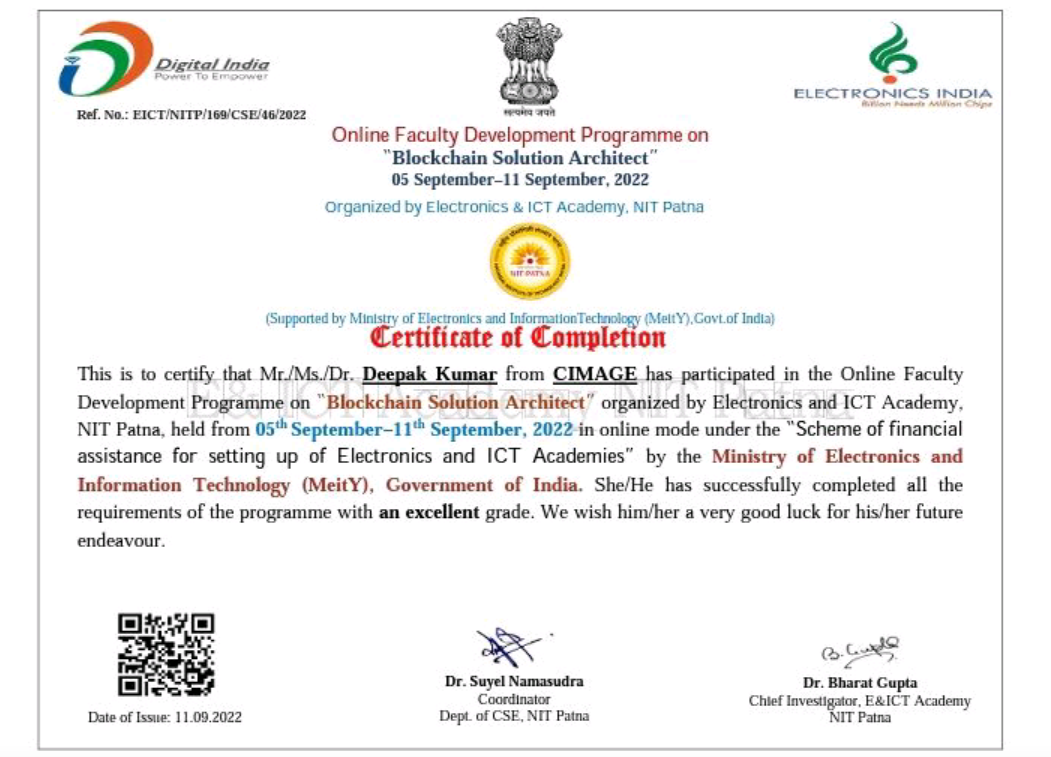 Digital India
Power To Empower
Ref. No.: EICT/NITP/169/CSE/46/2022
सत्यमेव जयते
ELECTRONICS INDIA
Billion Needs Million Chips
Online Faculty Development Programme on
“Blockchain Solution Architect”
05 September–11 September, 2022
Organized by Electronics & ICT Academy, NIT Patna
NIT PATNA
(Supported by Ministry of Electronics and InformationTechnology (MeitY),Govt.of India)
Certificate of Completion
E& ICT Academy NIT Patna
This is to certify that Mr./Ms./Dr. Deepak Kumar from CIMAGE has participated in the Online Faculty
Development Programme on “Blockchain Solution Architect” organized by Electronics and ICT Academy,
NIT Patna, held from 05th September–11th September, 2022 in online mode under the “Scheme of financial
assistance for setting up of Electronics and ICT Academies” by the Ministry of Electronics and
Information Technology (MeitY), Government of India. She/He has successfully completed all the
requirements of the programme with an excellent grade. We wish him/her a very good luck for his/her future
endeavour.
B. Gupta
Dr. Suyel Namasudra
Coordinator
Dept. of CSE, NIT Patna
Dr. Bharat Gupta
Chief Investigator, E&ICT Academy
NIT Patna
Date of Issue: 11.09.2022